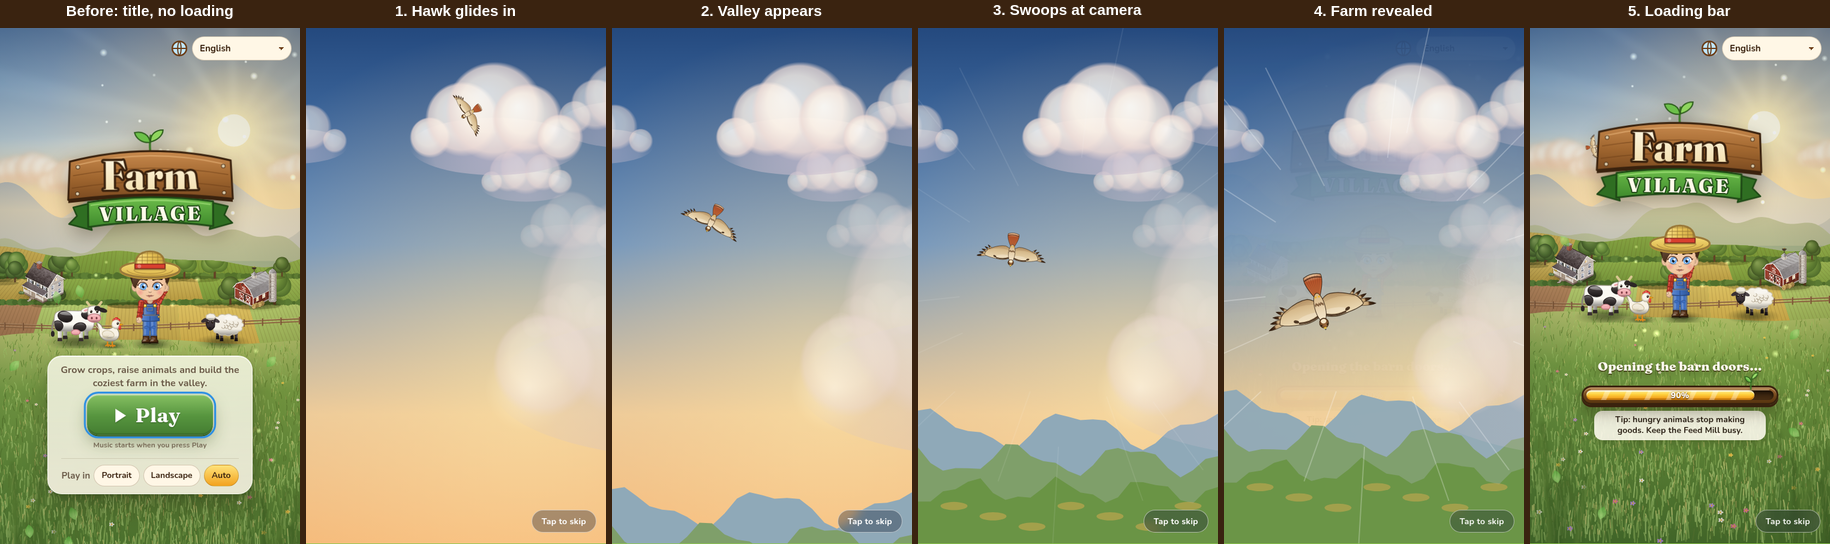 Before: title, no loading
English
Farm
VILLAGE
Grow crops, raise animals and build the
coziest farm in the valley.
Play
Music starts when you press Play
Play in
Portrait
Landscape
Auto
1. Hawk glides in
Tap to skip
2. Valley appears
Tap to skip
3. Swoops at camera
Tap to skip
4. Farm revealed
English
VILLAGE
Tap to skip
5. Loading bar
English
Farm
VILLAGE
Opening the barn doors...
90%
Tip: hungry animals stop making
goods. Keep the Feed Mill busy.
Tap to skip